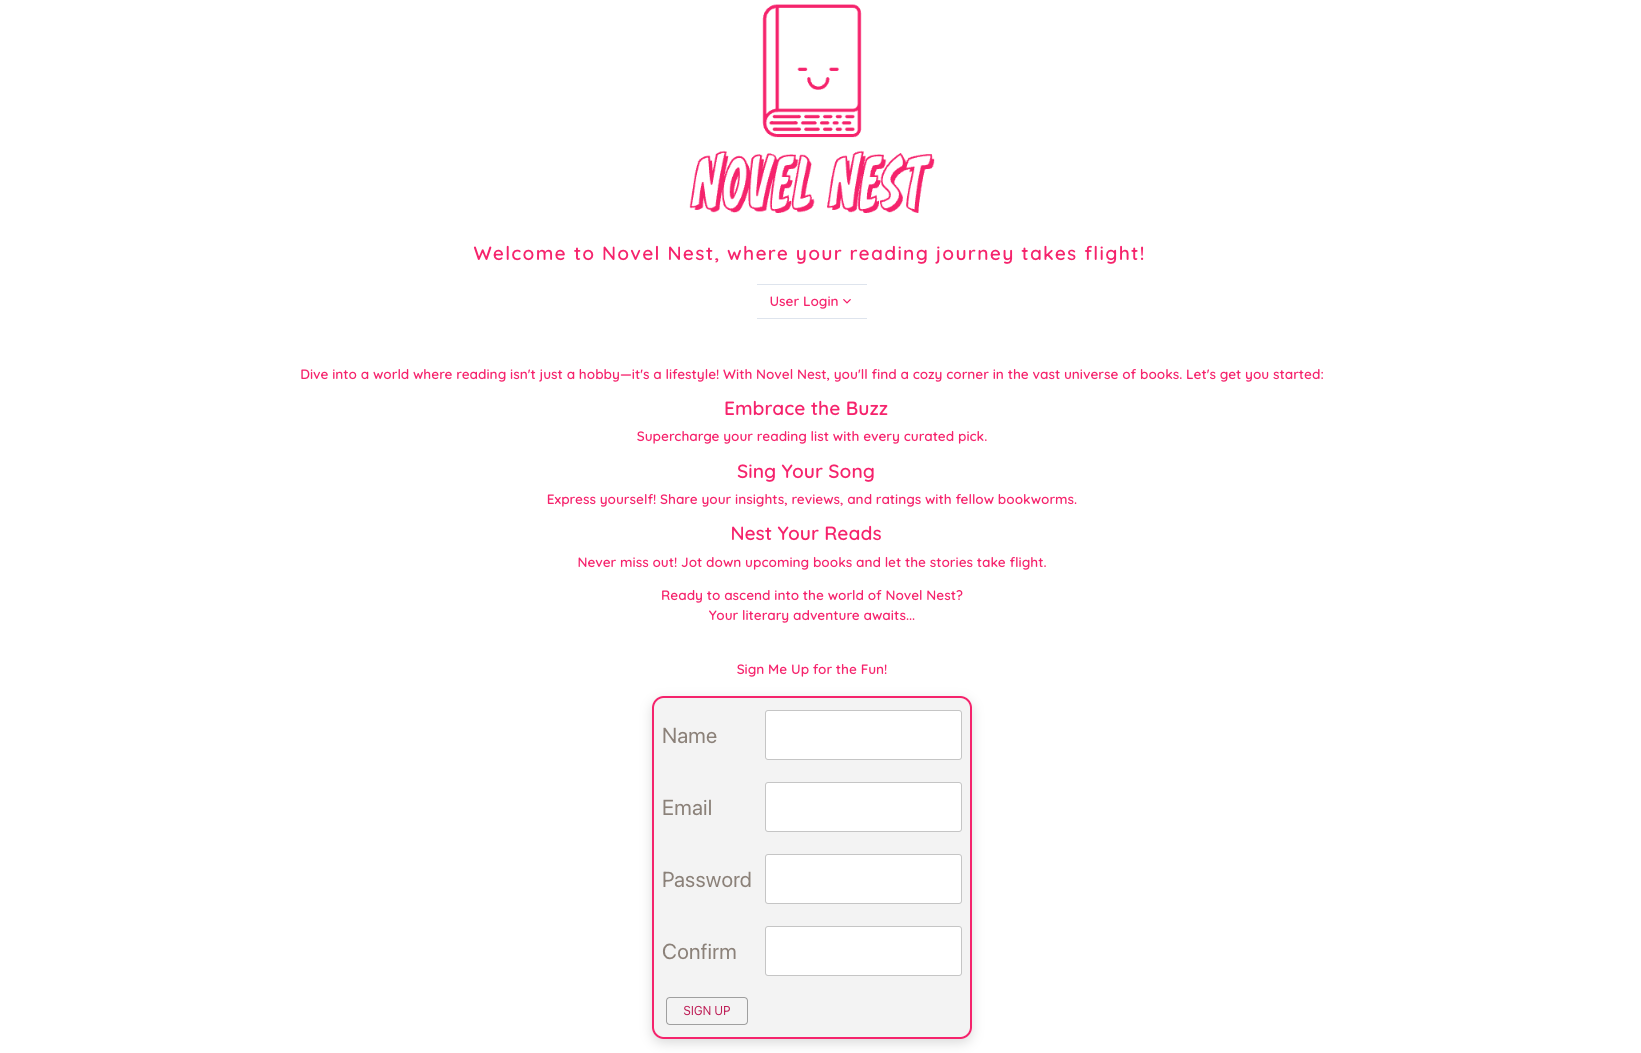 NOVEL NEST
Welcome to Novel Nest, where your reading journey takes flight!
User Login
Dive into a world where reading isn't just a hobby—it's a lifestyle! With Novel Nest, you'll find a cozy corner in the vast universe of books. Let's get you started:
Embrace the Buzz
Supercharge your reading list with every curated pick.
Sing Your Song
Express yourself! Share your insights, reviews, and ratings with fellow bookworms.
Nest Your Reads
Never miss out! Jot down upcoming books and let the stories take flight.
Ready to ascend into the world of Novel Nest?
Your literary adventure awaits...
Sign Me Up for the Fun!
Name
Email
Password
Confirm
SIGN UP